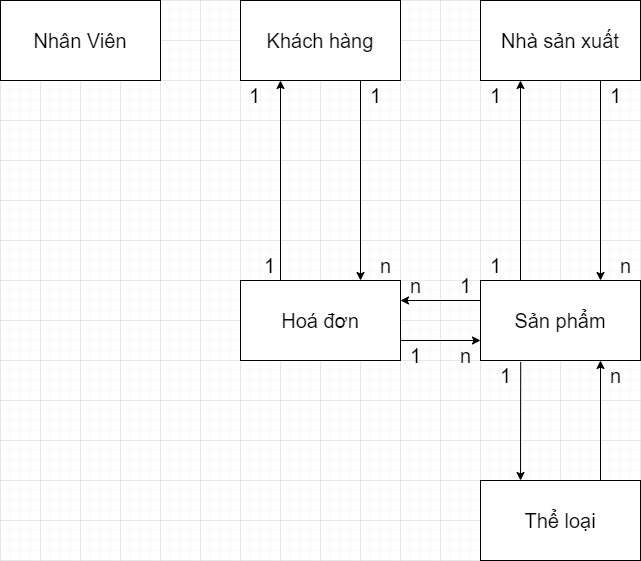 Nhân Viên
Khách hàng
Nhà sản xuất
1
1
1
1
1
n
1
n
n
1
Hoá đơn
Sản phẩm
1
n
1
n
Thể loại